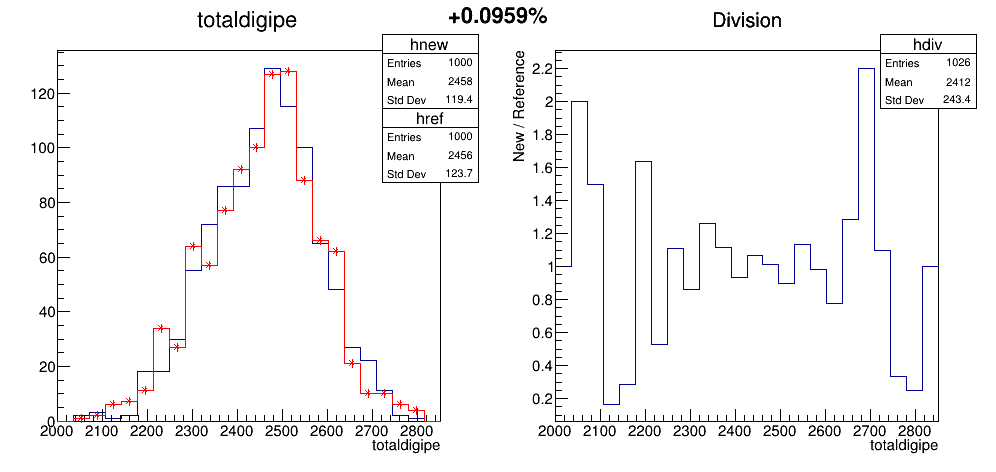 +0.0959%
totaldigipe
hnew
Entries 1000
Mean 2458
Std Dev 119.4
href
Entries 1000
Mean 2456
Std Dev 123.7
120
100
80
60
40
20
0
2000 2100 2200 2300 2400 2500 2600 2700 2800
totaldigipe
Division
hdiv
Entries 1026
Mean 2412
Std Dev 243.4
New / Reference
2.2
2
1.8
1.6
1.4
1.2
1
0.8
0.6
0.4
0.2
2000 2100 2200 2300 2400 2500 2600 2700 2800
totaldigipe